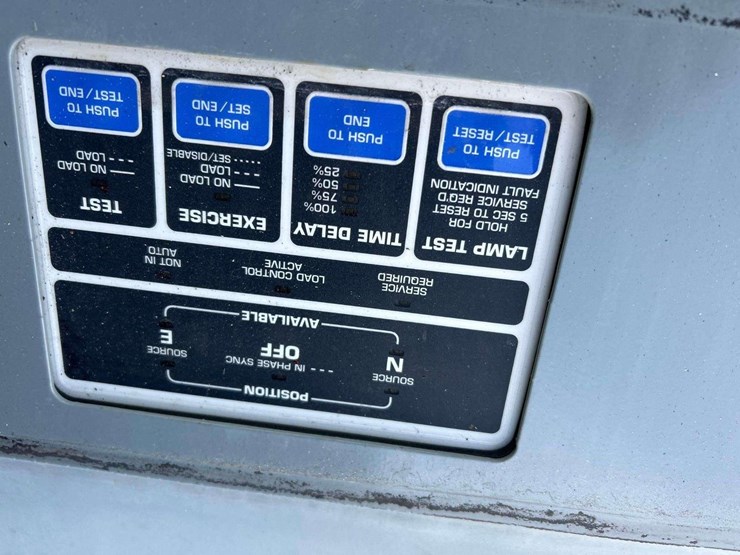 POSITION
SOURCE
N
--- IN PHASE SYNC
OFF
SOURCE
E
AVAILABLE
SERVICE
REQUIRED
LOAD CONTROL
ACTIVE
NOT IN
AUTO
LAMP TEST
HOLD FOR
5 SEC TO RESET
SERVICE REQ'D
FAULT INDICATION
PUSH TO
TEST/RESET
TIME DELAY
100%
75%
50%
25%
PUSH TO
END
EXERCISE
— NO LOAD
--- LOAD
····· SET/DISABLE
PUSH TO
SET/END
TEST
— NO LOAD
--- LOAD
PUSH TO
TEST/END